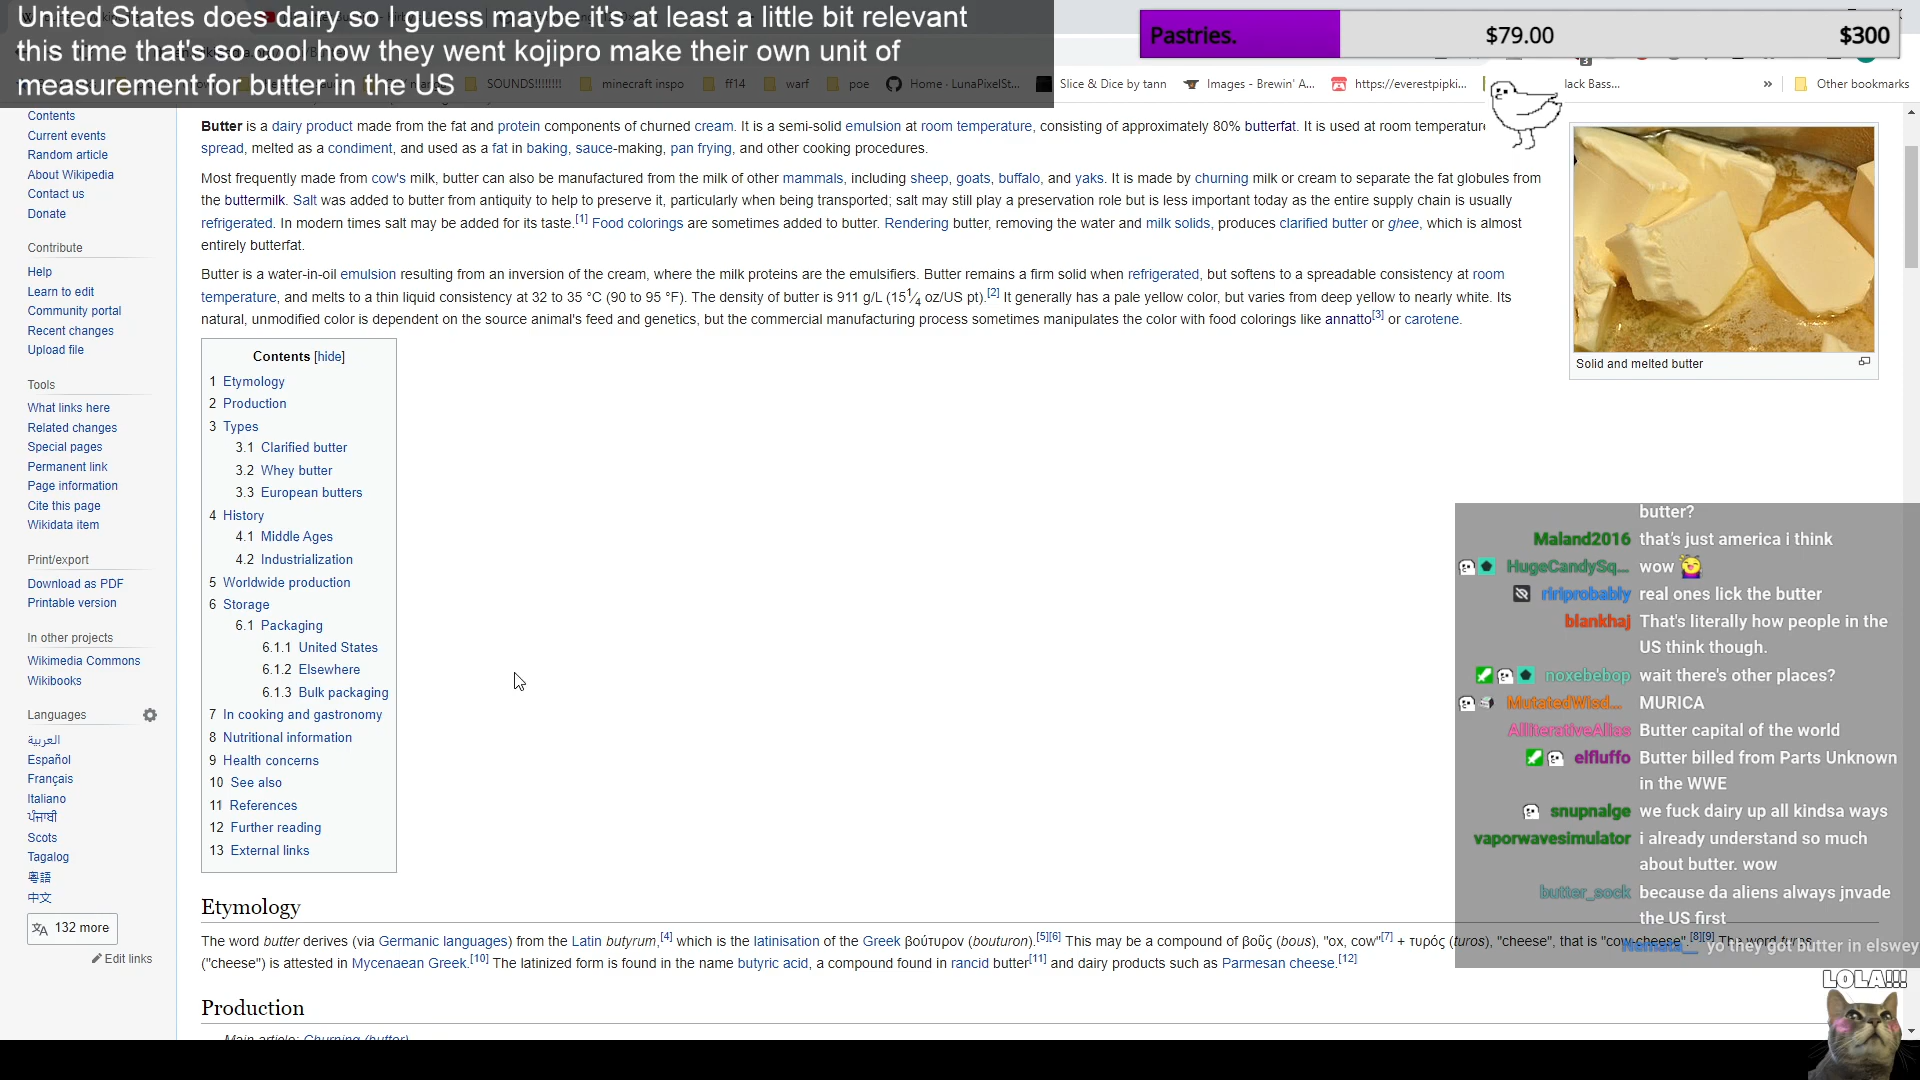 United States does dairy so I guess maybe it's at least a little bit relevant
this time that's so cool how they went kojipro make their own unit of
measurement for butter in the US
Pastries.
$79.00
$300
SOUNDS!!!!!!!!
minecraft inspo
ff14
warf
poe
Home · LunaPixelSt...
Slice & Dice by tann
Images - Brewin' A...
https://everestpipki...
lack Bass...
»
Other bookmarks
Contents
Current events
Random article
About Wikipedia
Contact us
Donate
Contribute
Help
Learn to edit
Community portal
Recent changes
Upload file
Tools
What links here
Related changes
Special pages
Permanent link
Page information
Cite this page
Wikidata item
Print/export
Download as PDF
Printable version
In other projects
Wikimedia Commons
Wikibooks
Languages
العربية
Español
Français
Italiano
ਪੰਜਾਬੀ
Scots
Tagalog
粵語
中文
132 more
Edit links
Butter is a dairy product made from the fat and protein components of churned cream. It is a semi-solid emulsion at room temperature, consisting of approximately 80% butterfat. It is used at room temperatur
spread, melted as a condiment, and used as a fat in baking, sauce-making, pan frying, and other cooking procedures.
Most frequently made from cow's milk, butter can also be manufactured from the milk of other mammals, including sheep, goats, buffalo, and yaks. It is made by churning milk or cream to separate the fat globules from
the buttermilk. Salt was added to butter from antiquity to help to preserve it, particularly when being transported; salt may still play a preservation role but is less important today as the entire supply chain is usually
refrigerated. In modern times salt may be added for its taste.[1] Food colorings are sometimes added to butter. Rendering butter, removing the water and milk solids, produces clarified butter or ghee, which is almost
entirely butterfat.
Butter is a water-in-oil emulsion resulting from an inversion of the cream, where the milk proteins are the emulsifiers. Butter remains a firm solid when refrigerated, but softens to a spreadable consistency at room
temperature, and melts to a thin liquid consistency at 32 to 35 °C (90 to 95 °F). The density of butter is 911 g/L (15 1⁄4 oz/US pt).[2] It generally has a pale yellow color, but varies from deep yellow to nearly white. Its
natural, unmodified color is dependent on the source animal's feed and genetics, but the commercial manufacturing process sometimes manipulates the color with food colorings like annatto[3] or carotene.
Solid and melted butter
Contents [hide]
1 Etymology
2 Production
3 Types
3.1 Clarified butter
3.2 Whey butter
3.3 European butters
4 History
4.1 Middle Ages
4.2 Industrialization
5 Worldwide production
6 Storage
6.1 Packaging
6.1.1 United States
6.1.2 Elsewhere
6.1.3 Bulk packaging
7 In cooking and gastronomy
8 Nutritional information
9 Health concerns
10 See also
11 References
12 Further reading
13 External links
Etymology
The word butter derives (via Germanic languages) from the Latin butyrum,[4] which is the latinisation of the Greek βούτυρον (bouturon).[5][6] This may be a compound of βοῦς (bous), "ox, cow"[7] + τυρός (turos), "cheese", that is "cow-cheese".[8][9] The word turos
("cheese") is attested in Mycenaean Greek.[10] The latinized form is found in the name butyric acid, a compound found in rancid butter[11] and dairy products such as Parmesan cheese.[12]
Production
Main article: Churning (butter)
butter?
Maland2016 that's just america i think
HugeCandySq... wow
ririprobably real ones lick the butter
blankhaj That's literally how people in the
US think though.
noxebebop wait there's other places?
MutatedWisd... MURICA
AlliterativeAlias Butter capital of the world
elfluffo Butter billed from Parts Unknown
in the WWE
snupnalge we fuck dairy up all kindsa ways
vaporwavesimulator i already understand so much
about butter. wow
butter_sock because da aliens always jnvade
the US first
yo they got butter in elswey
LOLA!!!